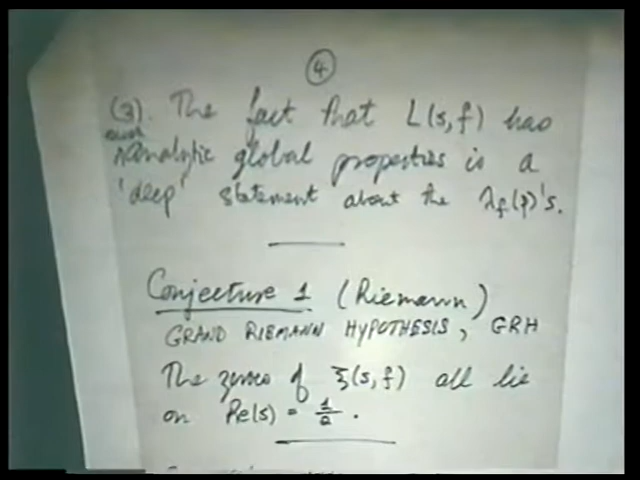 4
(3). The fact that L(s,f) has
such
analytic global properties is a
'deep' statement about the λf(p)'s.
Conjecture 1 (Riemann)
GRAND RIEMANN HYPOTHESIS, GRH
The zeros of ξ(s,f) all lie
on Re(s) = 1/2.